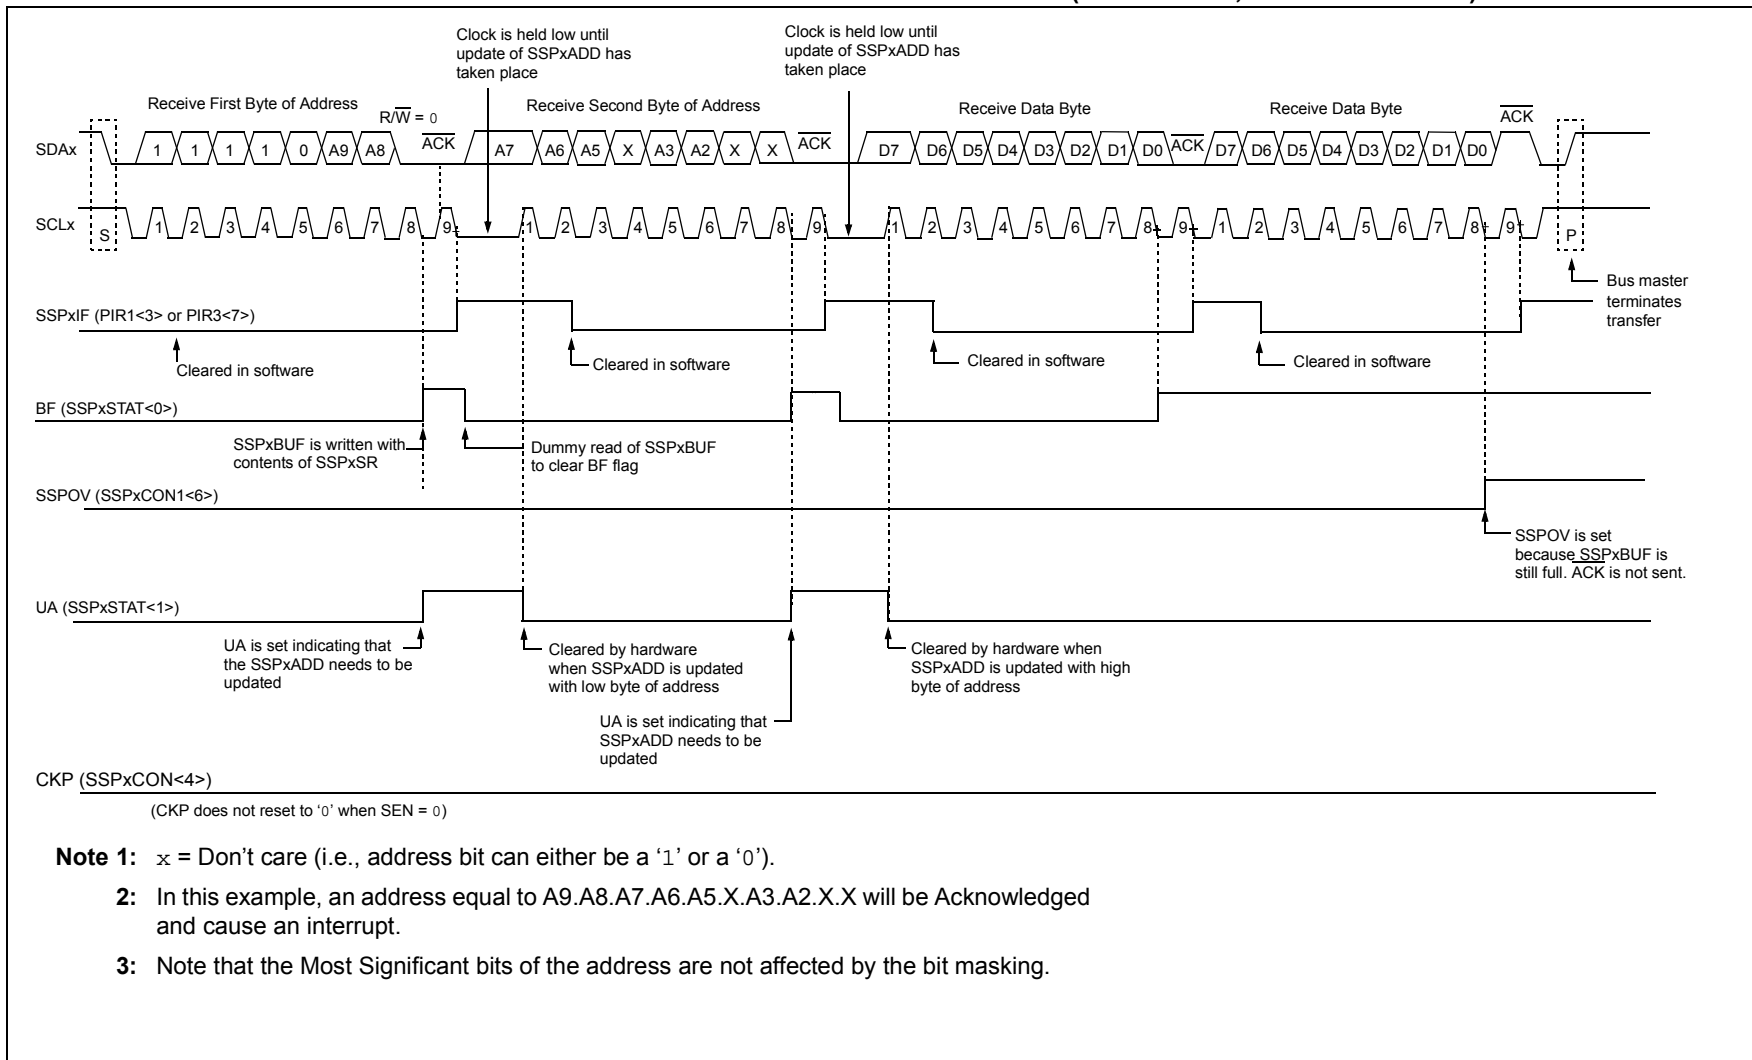 Clock is held low until
update of SSPxADD has
taken place
Clock is held low until
update of SSPxADD has
taken place
Receive First Byte of Address
R/W = 0
Receive Second Byte of Address
Receive Data Byte
Receive Data Byte
SDAx
1 1 1 1 0 A9 A8 ACK A7 A6 A5 X A3 A2 X X ACK D7 D6 D5 D4 D3 D2 D1 D0 ACK D7 D6 D5 D4 D3 D2 D1 D0 ACK
SCLx
S 1 2 3 4 5 6 7 8 9 1 2 3 4 5 6 7 8 9 1 2 3 4 5 6 7 8 9 1 2 3 4 5 6 7 8 9 P
Bus master
terminates
transfer
SSPxIF (PIR1<3> or PIR3<7>)
Cleared in software
Cleared in software
Cleared in software
Cleared in software
BF (SSPxSTAT<0>)
SSPxBUF is written with
contents of SSPxSR
Dummy read of SSPxBUF
to clear BF flag
SSPOV (SSPxCON1<6>)
SSPOV is set
because SSPxBUF is
still full. ACK is not sent.
UA (SSPxSTAT<1>)
UA is set indicating that
the SSPxADD needs to be
updated
Cleared by hardware
when SSPxADD is updated
with low byte of address
UA is set indicating that
SSPxADD needs to be
updated
Cleared by hardware when
SSPxADD is updated with high
byte of address
CKP (SSPxCON<4>)
(CKP does not reset to ‘0’ when SEN = 0)
Note 1: x = Don’t care (i.e., address bit can either be a ‘1’ or a ‘0’).
2: In this example, an address equal to A9.A8.A7.A6.A5.X.A3.A2.X.X will be Acknowledged
and cause an interrupt.
3: Note that the Most Significant bits of the address are not affected by the bit masking.